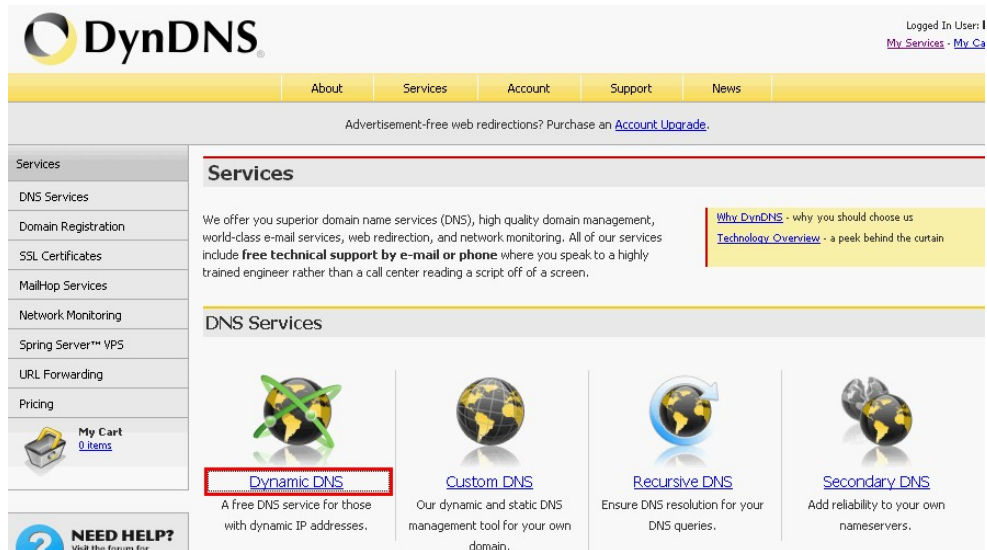 DynDNS®
Logged In User:
My Services - My
About Services Account Support News
Advertisement-free web redirections? Purchase an Account Upgrade.
Services
DNS Services
Domain Registration
SSL Certificates
MailHop Services
Network Monitoring
Spring Server™ VPS
URL Forwarding
Pricing
My Cart
0 items
NEED HELP?
Visit the forum for
Services
We offer you superior domain name services (DNS), high quality domain management,
world-class e-mail services, web redirection, and network monitoring. All of our services
include free technical support by e-mail or phone where you speak to a highly
trained engineer rather than a call center reading a script off of a screen.
Why DynDNS - why you should choose us
Technology Overview - a peek behind the curtain
DNS Services
Dynamic DNS
A free DNS service for those
with dynamic IP addresses.
Custom DNS
Our dynamic and static DNS
management tool for your own
domain.
Recursive DNS
Ensure DNS resolution for your
DNS queries.
Secondary DNS
Add reliability to your own
nameservers.